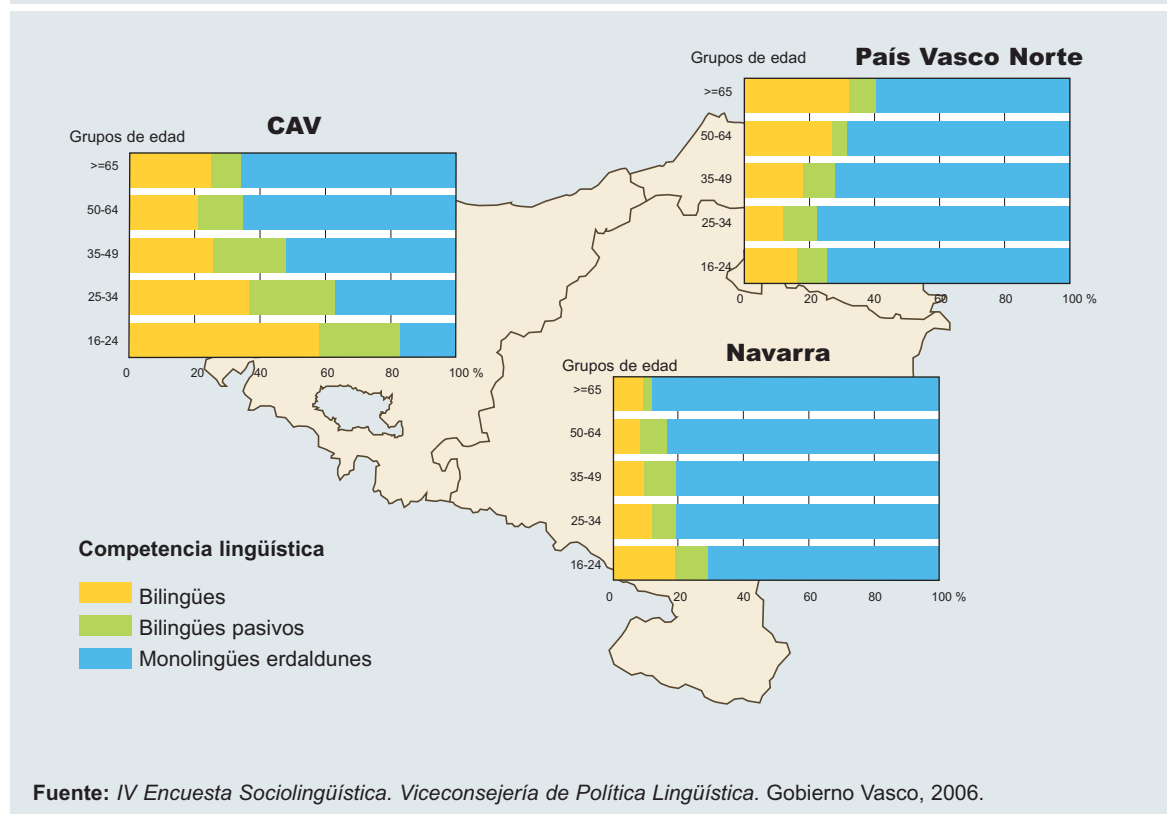 Grupos de edad
País Vasco Norte
>=65
50-64
35-49
25-34
16-24
0 20 40 60 80 100 %
CAV
Grupos de edad
>=65
50-64
35-49
25-34
16-24
0 20 40 60 80 100 %
Navarra
Grupos de edad
>=65
50-64
35-49
25-34
16-24
0 20 40 60 80 100 %
Competencia lingüística
Bilingües
Bilingües pasivos
Monolingües erdaldunes
Fuente: IV Encuesta Sociolingüística. Viceconsejería de Política Lingüística. Gobierno Vasco, 2006.